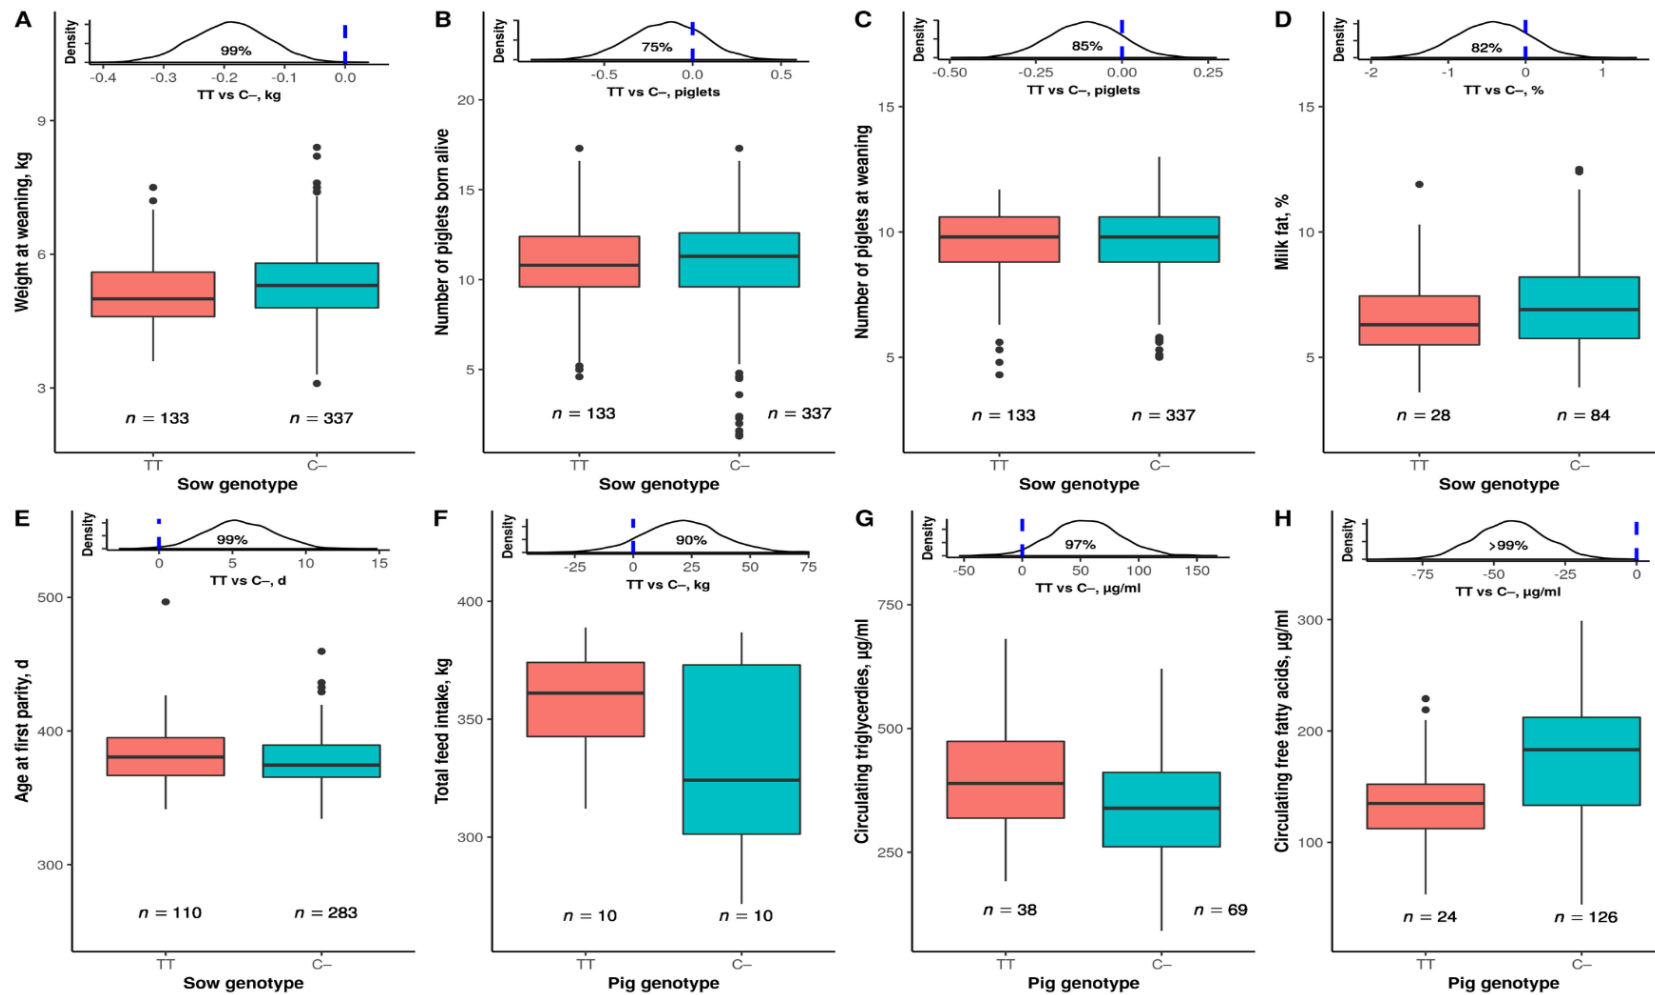 A
Density
99%
-0.4 -0.3 -0.2 -0.1 0.0
TT vs C–, kg
Weight at weaning, kg
9
6
3
n = 133 n = 337
TT C–
Sow genotype
B
Density
75%
-0.5 0.0 0.5
TT vs C–, piglets
Number of piglets born alive
20
15
10
5
n = 133 n = 337
TT C–
Sow genotype
C
Density
85%
-0.50 -0.25 0.00 0.25
TT vs C–, piglets
Number of piglets at weaning
15
10
5
n = 133 n = 337
TT C–
Sow genotype
D
Density
82%
-2 -1 0 1
TT vs C–, %
Milk fat, %
15
10
5
n = 28 n = 84
TT C–
Sow genotype
E
Density
99%
0 5 10 15
TT vs C–, d
Age at first parity, d
500
400
300
n = 110 n = 283
TT C–
Sow genotype
F
Density
90%
-25 0 25 50 75
TT vs C–, kg
Total feed intake, kg
400
350
300
n = 10 n = 10
TT C–
Pig genotype
G
Density
97%
-50 0 50 100 150
TT vs C–, µg/ml
Circulating triglycerdies, µg/ml
750
500
250
n = 38 n = 69
TT C–
Pig genotype
H
Density
>99%
-75 -50 -25 0
TT vs C–, µg/ml
Circulating free fatty acids, µg/ml
300
200
100
n = 24 n = 126
TT C–
Pig genotype